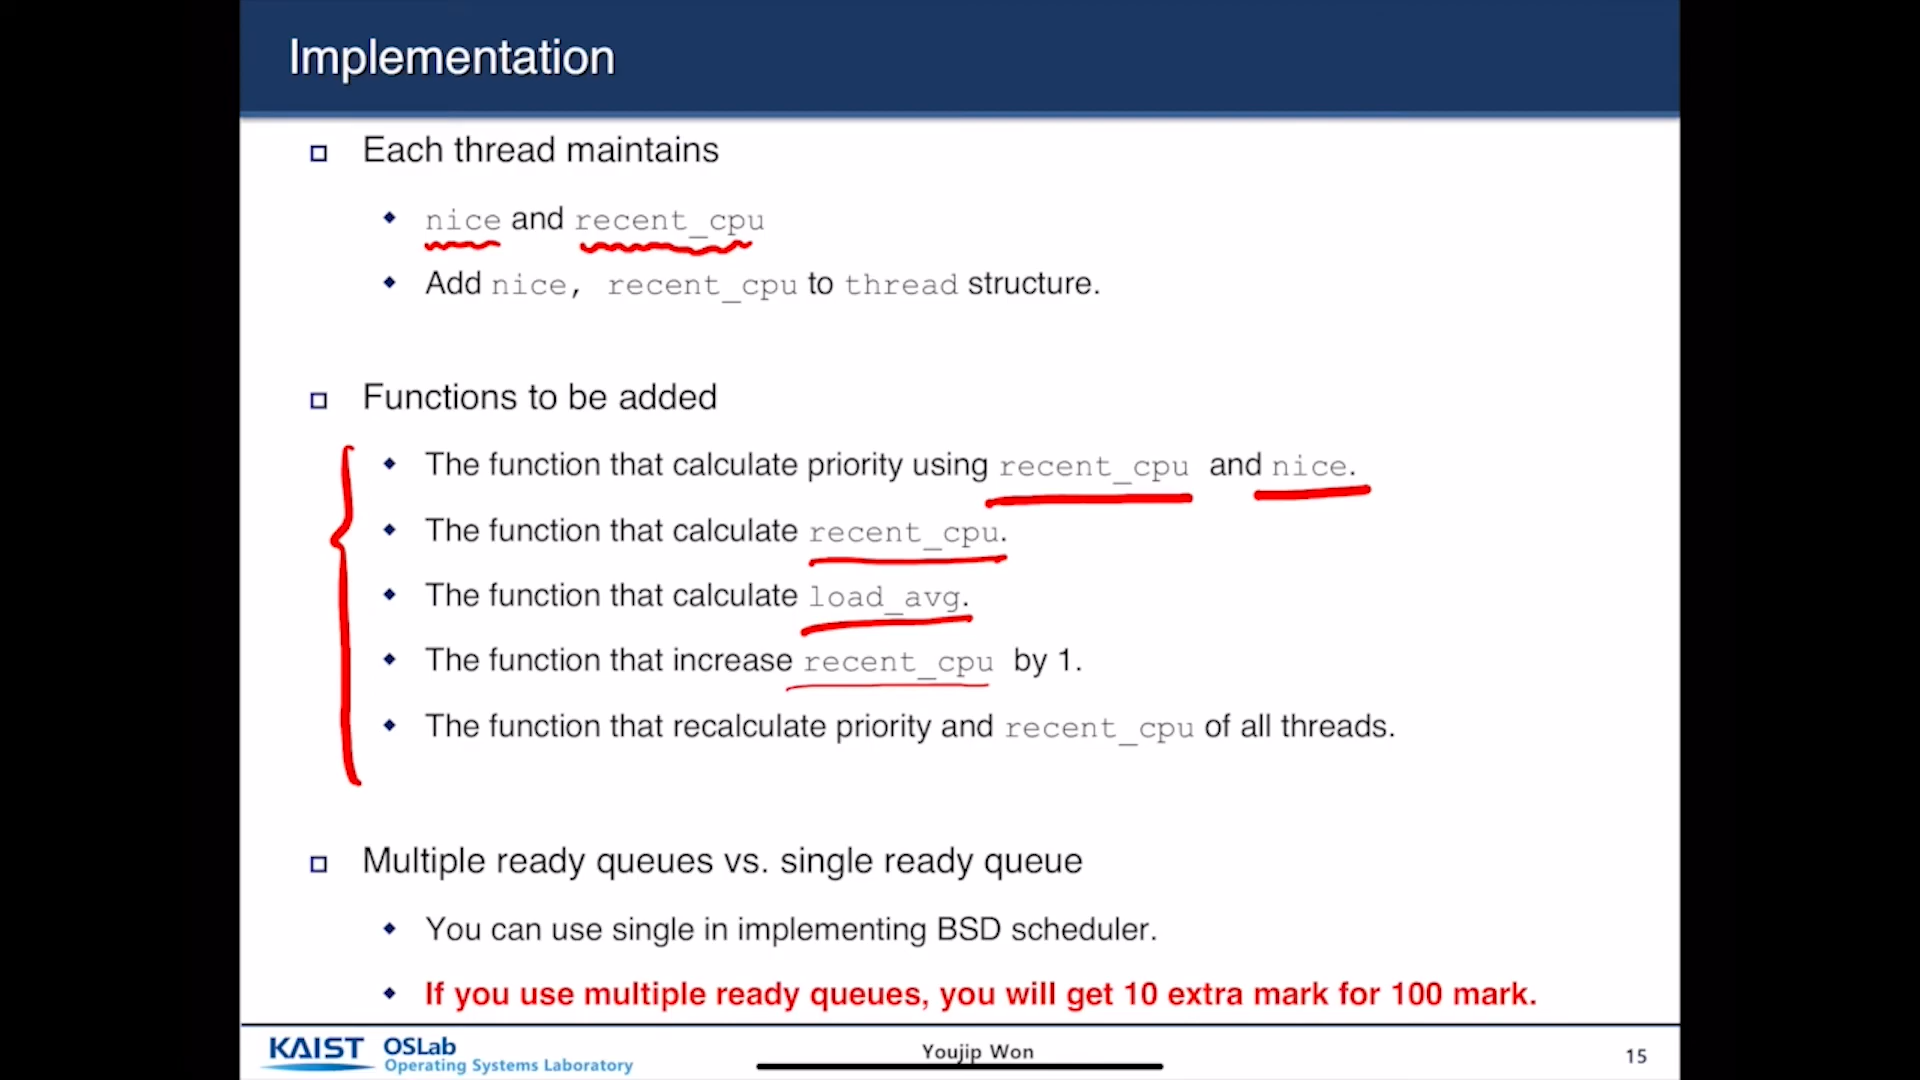 Implementation
Each thread maintains
nice and recent_cpu
Add nice, recent_cpu to thread structure.
Functions to be added
The function that calculate priority using recent_cpu and nice.
The function that calculate recent_cpu.
The function that calculate load_avg.
The function that increase recent_cpu by 1.
The function that recalculate priority and recent_cpu of all threads.
Multiple ready queues vs. single ready queue
You can use single in implementing BSD scheduler.
If you use multiple ready queues, you will get 10 extra mark for 100 mark.
KAIST OSLab
Operating Systems Laboratory
Youjip Won
15